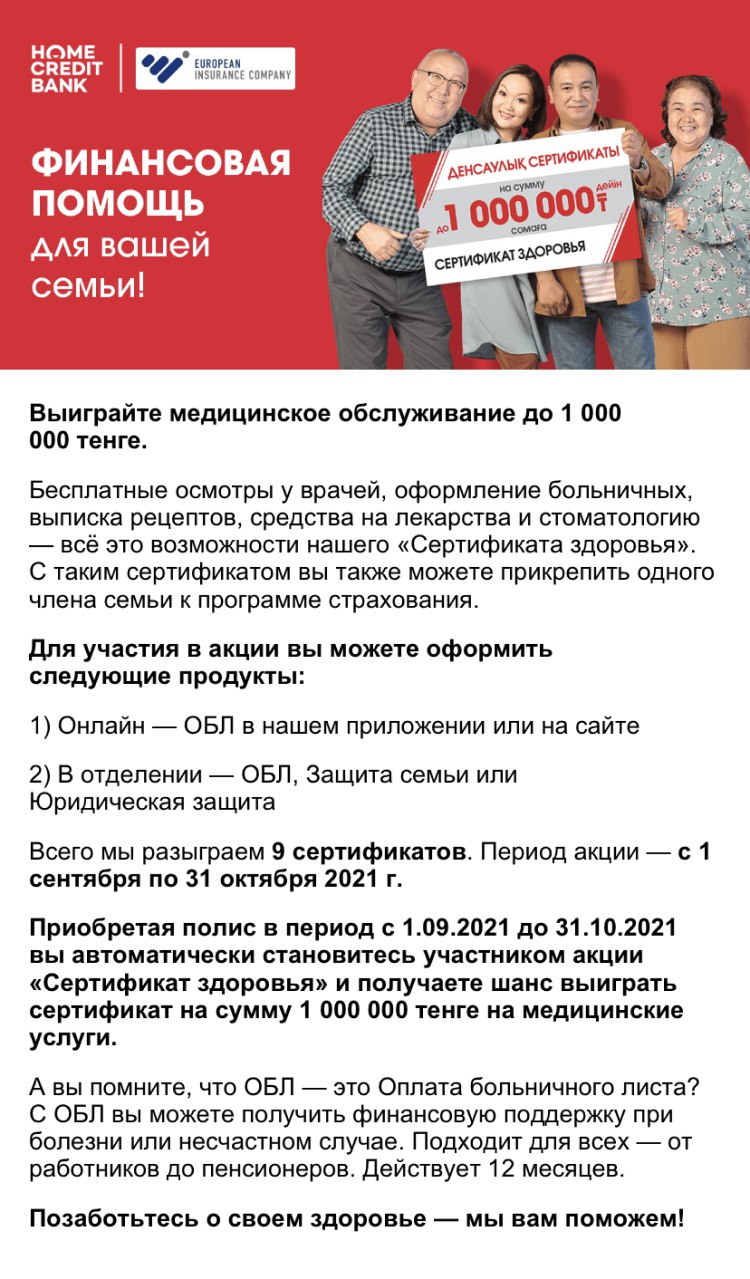 HOME
CREDIT
BANK
EUROPEAN
INSURANCE COMPANY
ФИНАНСОВАЯ
ПОМОЩЬ
для вашей
семьи!
ДЕНСАУЛЫҚ СЕРТИФИКАТЫ
на сумму
до 1 000 000 ₸ дейін
сомаға
СЕРТИФИКАТ ЗДОРОВЬЯ
Выиграйте медицинское обслуживание до 1 000
000 тенге.
Бесплатные осмотры у врачей, оформление больничных,
выписка рецептов, средства на лекарства и стоматологию
— всё это возможности нашего «Сертификата здоровья».
С таким сертификатом вы также можете прикрепить одного
члена семьи к программе страхования.
Для участия в акции вы можете оформить
следующие продукты:
1) Онлайн — ОБЛ в нашем приложении или на сайте
2) В отделении — ОБЛ, Защита семьи или
Юридическая защита
Всего мы разыграем 9 сертификатов. Период акции — с 1
сентября по 31 октября 2021 г.
Приобретая полис в период с 1.09.2021 до 31.10.2021
вы автоматически становитесь участником акции
«Сертификат здоровья» и получаете шанс выиграть
сертификат на сумму 1 000 000 тенге на медицинские
услуги.
А вы помните, что ОБЛ — это Оплата больничного листа?
С ОБЛ вы можете получить финансовую поддержку при
болезни или несчастном случае. Подходит для всех — от
работников до пенсионеров. Действует 12 месяцев.
Позаботьтесь о своем здоровье — мы вам поможем!